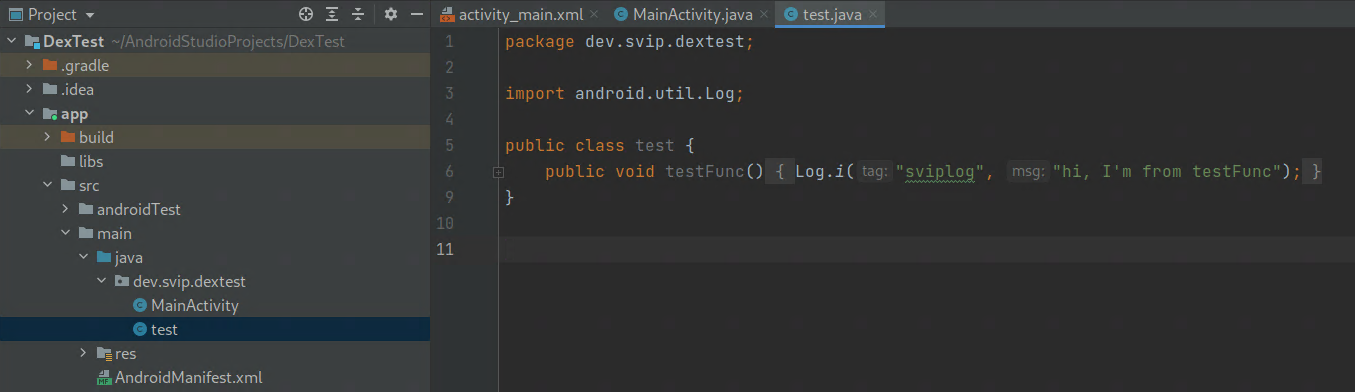 Project
DexTest ~/AndroidStudioProjects/DexTest
.gradle
.idea
app
build
libs
src
androidTest
main
java
dev.svip.dextest
MainActivity
test
res
MF AndroidManifest.xml
activity_main.xml
C MainActivity.java
C test.java
1 package dev.svip.dextest;
2
3 import android.util.Log;
4
5 public class test {
6 public void testFunc() { Log.i( tag: "sviplog", msg: "hi, I'm from testFunc"); }
9 }
10
11